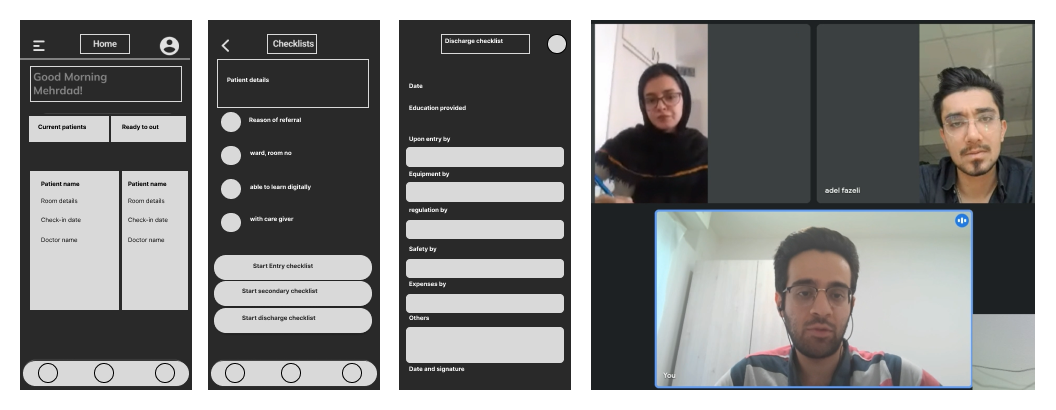 Home
Good Morning
Mehrdad!
Current patients
Ready to out
Patient name
Room details
Check-in date
Doctor name
Patient name
Room details
Check-in date
Doctor name
Checklists
Patient details
Reason of referral
ward, room no
able to learn digitally
with care giver
Start Entry checklist
Start secondary checklist
Start discharge checklist
Discharge checklist
Date
Education provided
Upon entry by
Equipment by
regulation by
Safety by
Expenses by
Others
Date and signature
adel fazeli
You